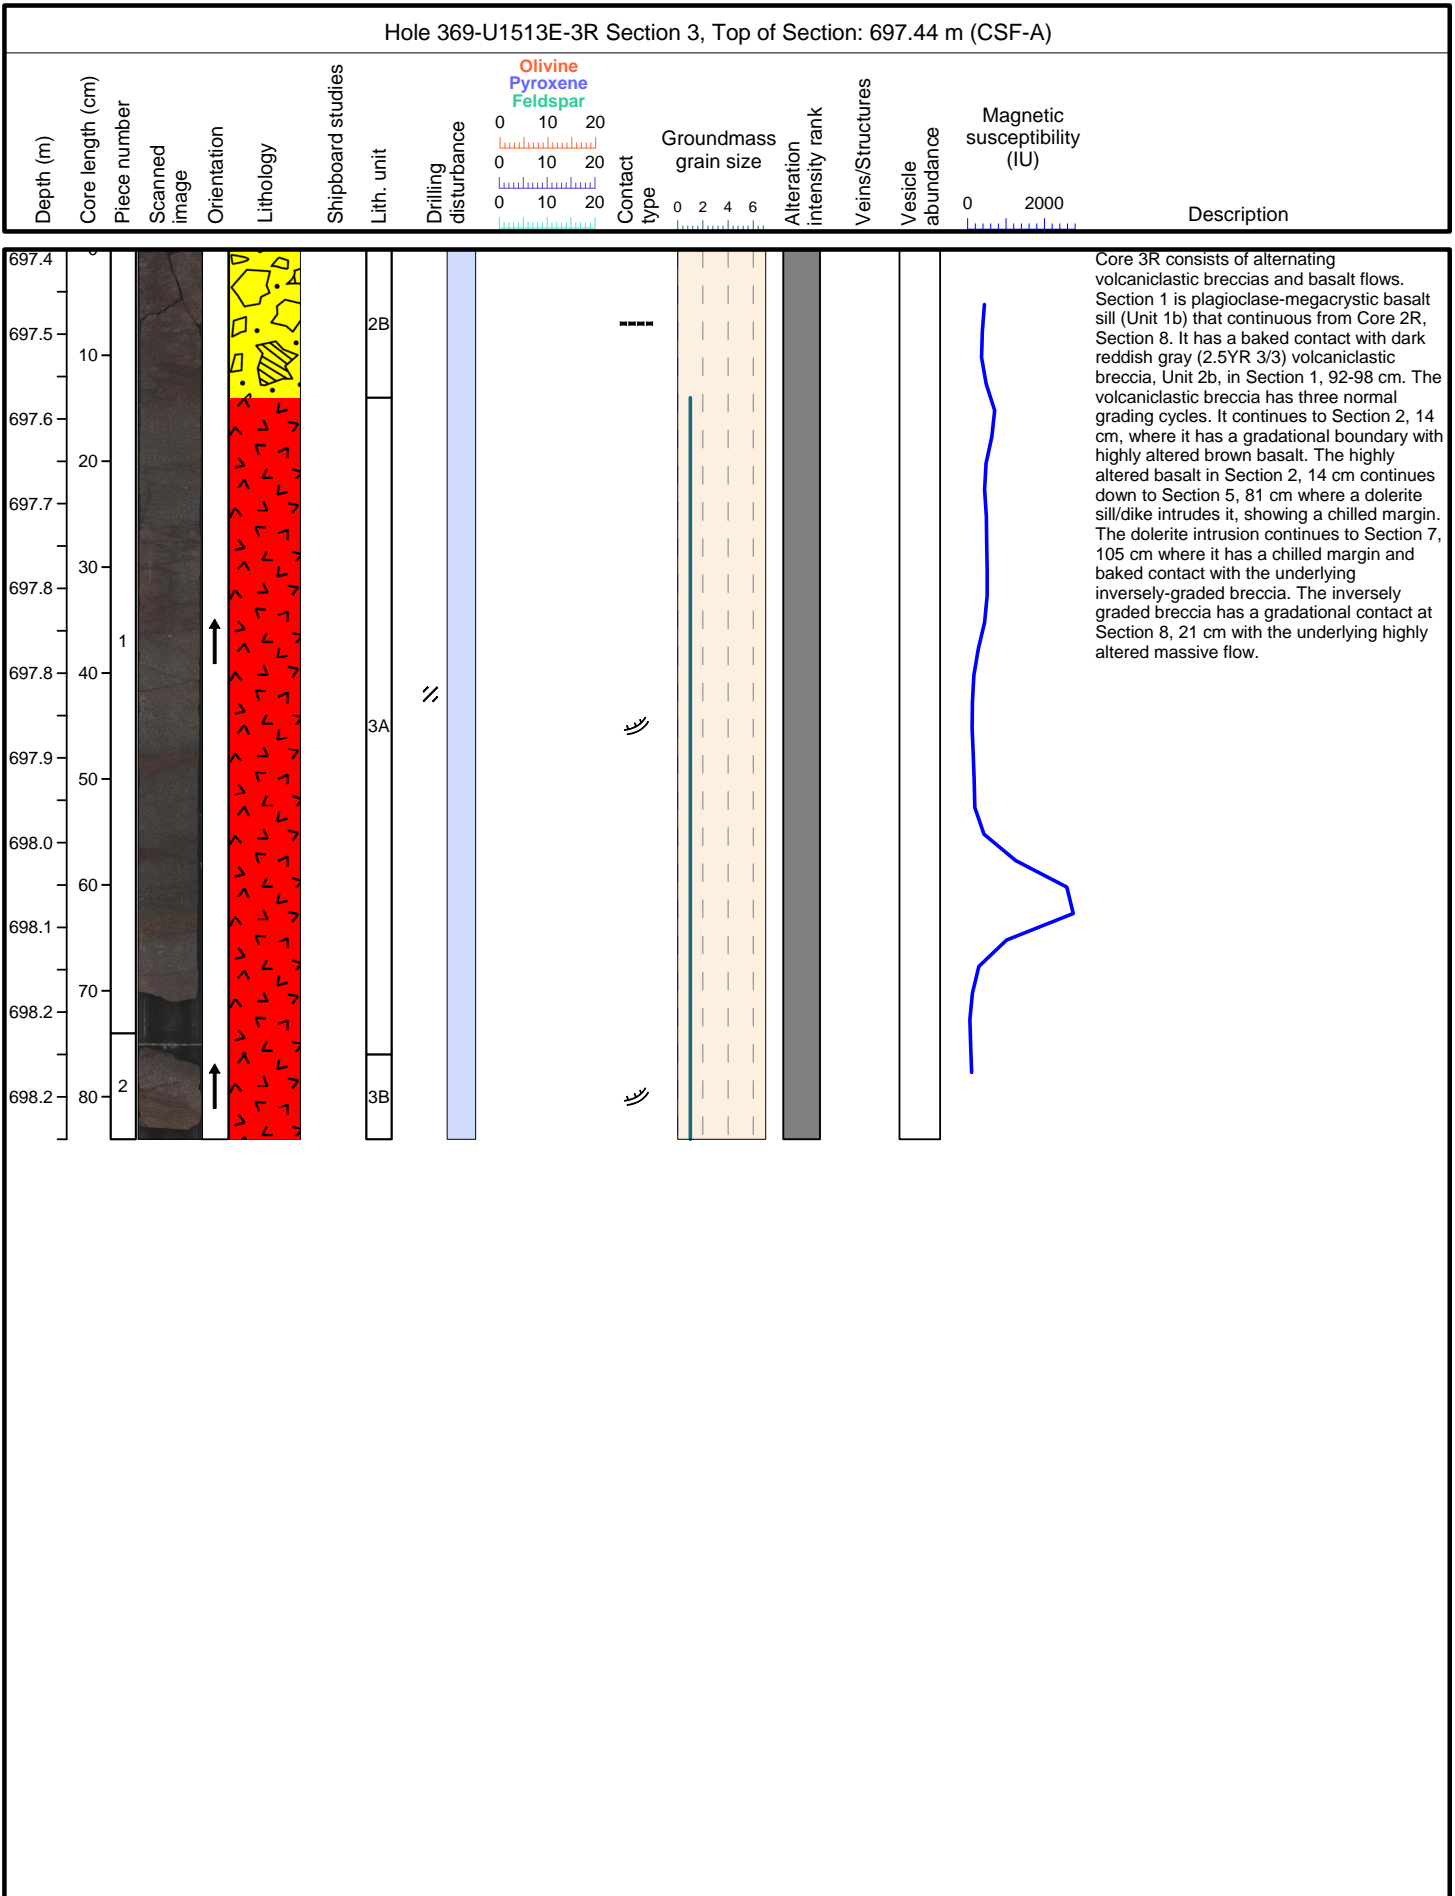 Hole 369-U1513E-3R Section 3, Top of Section: 697.44 m (CSF-A)
Depth (m)
Core length (cm)
Piece number
Scanned image
Orientation
Lithology
Shipboard studies
Lith. unit
Drilling disturbance
Olivine
Pyroxene
Feldspar
0 10 20
0 10 20
0 10 20
Contact type
Groundmass grain size
0 2 4 6
Alteration intensity rank
Veins/Structures
Vesicle abundance
Magnetic susceptibility (IU)
0 2000
Description
697.4
697.5
697.6
697.7
697.8
697.8
697.9
698.0
698.1
698.2
698.2
0
10
20
30
40
50
60
70
80
1
2
2B
3A
3B
Core 3R consists of alternating
volcaniclastic breccias and basalt flows.
Section 1 is plagioclase-megacrystic basalt
sill (Unit 1b) that continuous from Core 2R,
Section 8. It has a baked contact with dark
reddish gray (2.5YR 3/3) volcaniclastic
breccia, Unit 2b, in Section 1, 92-98 cm. The
volcaniclastic breccia has three normal
grading cycles. It continues to Section 2, 14
cm, where it has a gradational boundary with
highly altered brown basalt. The highly
altered basalt in Section 2, 14 cm continues
down to Section 5, 81 cm where a dolerite
sill/dike intrudes it, showing a chilled margin.
The dolerite intrusion continues to Section 7,
105 cm where it has a chilled margin and
baked contact with the underlying
inversely-graded breccia. The inversely
graded breccia has a gradational contact at
Section 8, 21 cm with the underlying highly
altered massive flow.